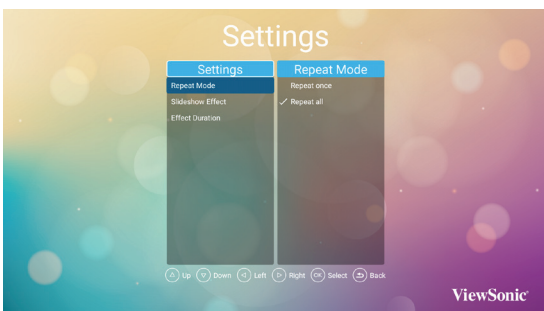 Settings
Settings
Repeat Mode
Slideshow Effect
Effect Duration
Repeat Mode
Repeat once
✓ Repeat all
Up Down Left Right OK Select Back
ViewSonic®